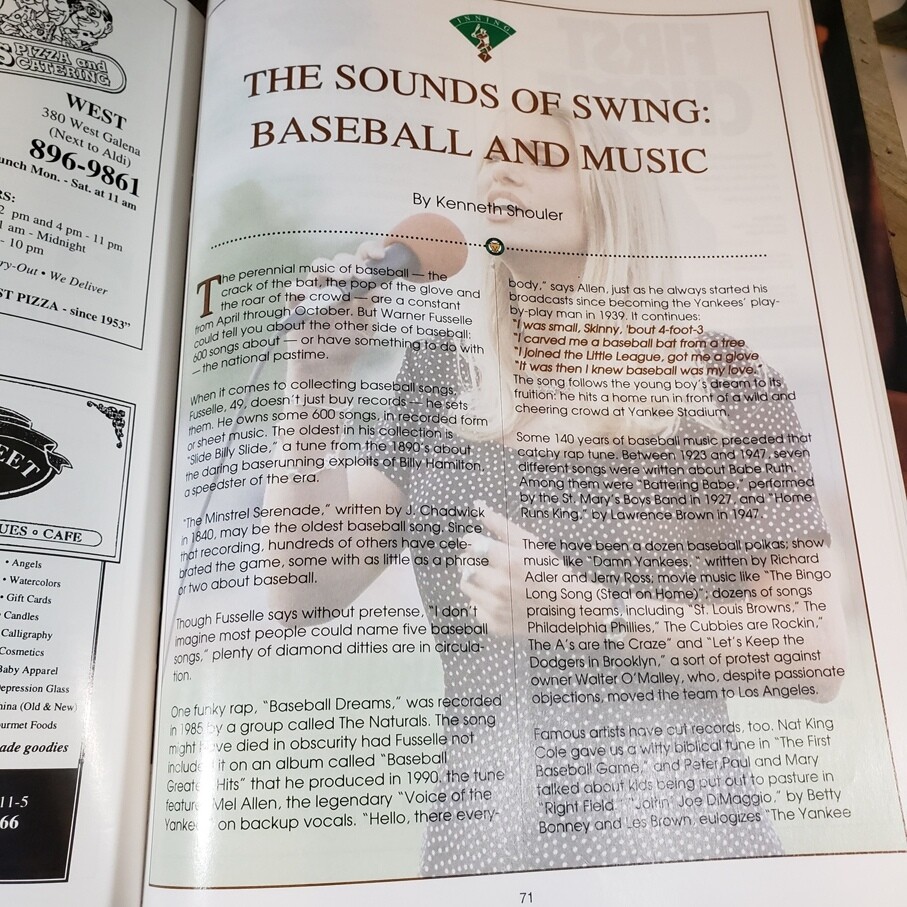 PIZZA and
CATERING
WEST
380 West Galena
(Next to Aldi)
896-9861
Mon. - Sat. at 11 am
pm and 4 pm - 11 pm
am - Midnight
- 10 pm
• We Deliver
ST PIZZA - since 1953”
CAFE
• Angels
• Watercolors
• Gift Cards
Candles
Calligraphy
Cosmetics
Baby Apparel
Depression Glass
(Old & New)
Foods
goodies
11-5
66
INNING
7
THE SOUNDS OF SWING:
BASEBALL AND MUSIC
By Kenneth Shouler
The perennial music of baseball — the
crack of the bat, the pop of the glove and
the roar of the crowd — are a constant
from April through October. But Warner Fusselle
could tell you about the other side of baseball:
600 songs about — or have something to do with
— the national pastime.
When it comes to collecting baseball songs,
Fusselle, 49, doesn’t just buy records — he sets
them. He owns some 600 songs, in recorded form
or sheet music. The oldest in his collection is
“Slide Billy Slide,” a tune from the 1890’s about
the daring baserunning exploits of Billy Hamilton,
a speedster of the era.
“The Minstrel Serenade,” written by J. Chadwick
in 1840, may be the oldest baseball song. Since
that recording, hundreds of others have cele-
brated the game, some with as little as a phrase
or two about baseball.
Though Fusselle says without pretense, “I don’t
imagine most people could name five baseball
songs,” plenty of diamond ditties are in circula-
tion.
One funky rap, “Baseball Dreams,” was recorded
in 1985 by a group called The Naturals. The song
might have died in obscurity had Fusselle not
include it on an album called “Baseball
Hits” that he produced in 1990. the tune
Mel Allen, the legendary “Voice of the
on backup vocals. “Hello, there every-
body,” says Allen, just as he always started his
broadcasts since becoming the Yankees’ play-
by-play man in 1939. It continues:
“I was small, Skinny, ’bout 4-foot-3
“I carved me a baseball bat from a tree
“I joined the Little League, got me a glove
“It was then I knew baseball was my love.”
The song follows the young boy’s dream to its
fruition: he hits a home run in front of a wild and
cheering crowd at Yankee Stadium.
Some 140 years of baseball music preceded that
catchy rap tune. Between 1923 and 1947, seven
different songs were written about Babe Ruth.
Among them were “Battering Babe,” performed
by the St. Mary’s Boys Band in 1927, and “Home
Runs King,” by Lawrence Brown in 1947.
There have been a dozen baseball polkas; show
music like “Damn Yankees,” written by Richard
Adler and Jerry Ross; movie music like “The Bingo
Long Song (Steal on Home)”; dozens of songs
praising teams, including “St. Louis Browns,” The
Philadelphia Phillies,” The Cubbies are Rockin,”
The A’s are the Craze” and “Let’s Keep the
Dodgers in Brooklyn,” a sort of protest against
owner Walter O’Malley, who, despite passionate
objections, moved the team to Los Angeles.
Famous artists have cut records, too. Nat King
Cole gave us a witty biblical tune in “The First
Baseball Game,” and Peter,Paul and Mary
talked about kids being put out to pasture in
“Right Field.” “Joltin’ Joe DiMaggio,” by Betty
Bonney and Les Brown, eulogizes “The Yankee
71